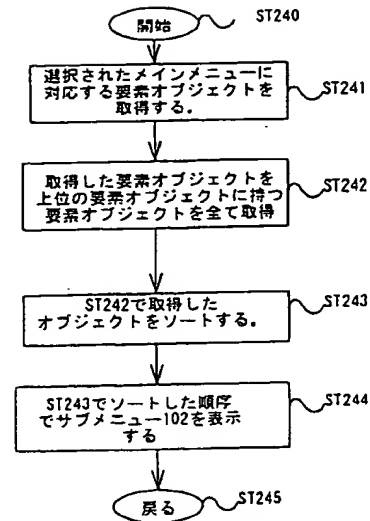 開始
ST240
選択されたメインメニューに
対応する要素オブジェクトを
取得する。
ST241
取得した要素オブジェクトを
上位の要素オブジェクトに持つ
要素オブジェクトを全て取得
ST242
ST242で取得した
オブジェクトをソートする。
ST243
ST243でソートした順序
でサブメニュー102を表示
する
ST244
戻る
ST245